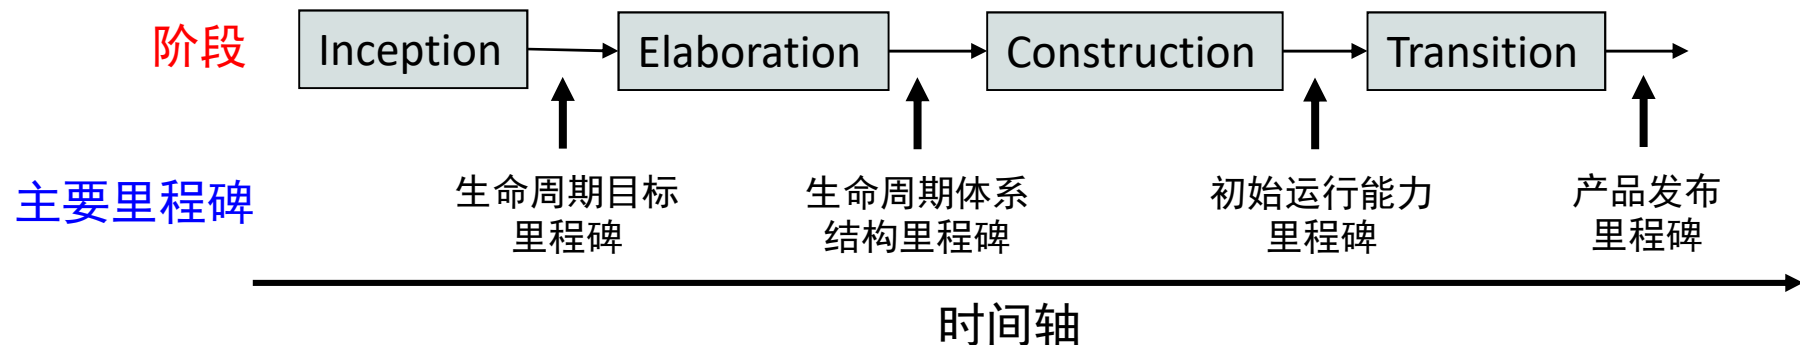 阶段
Inception
Elaboration
Construction
Transition
主要里程碑
生命周期目标
里程碑
生命周期体系
结构里程碑
初始运行能力
里程碑
产品发布
里程碑
时间轴